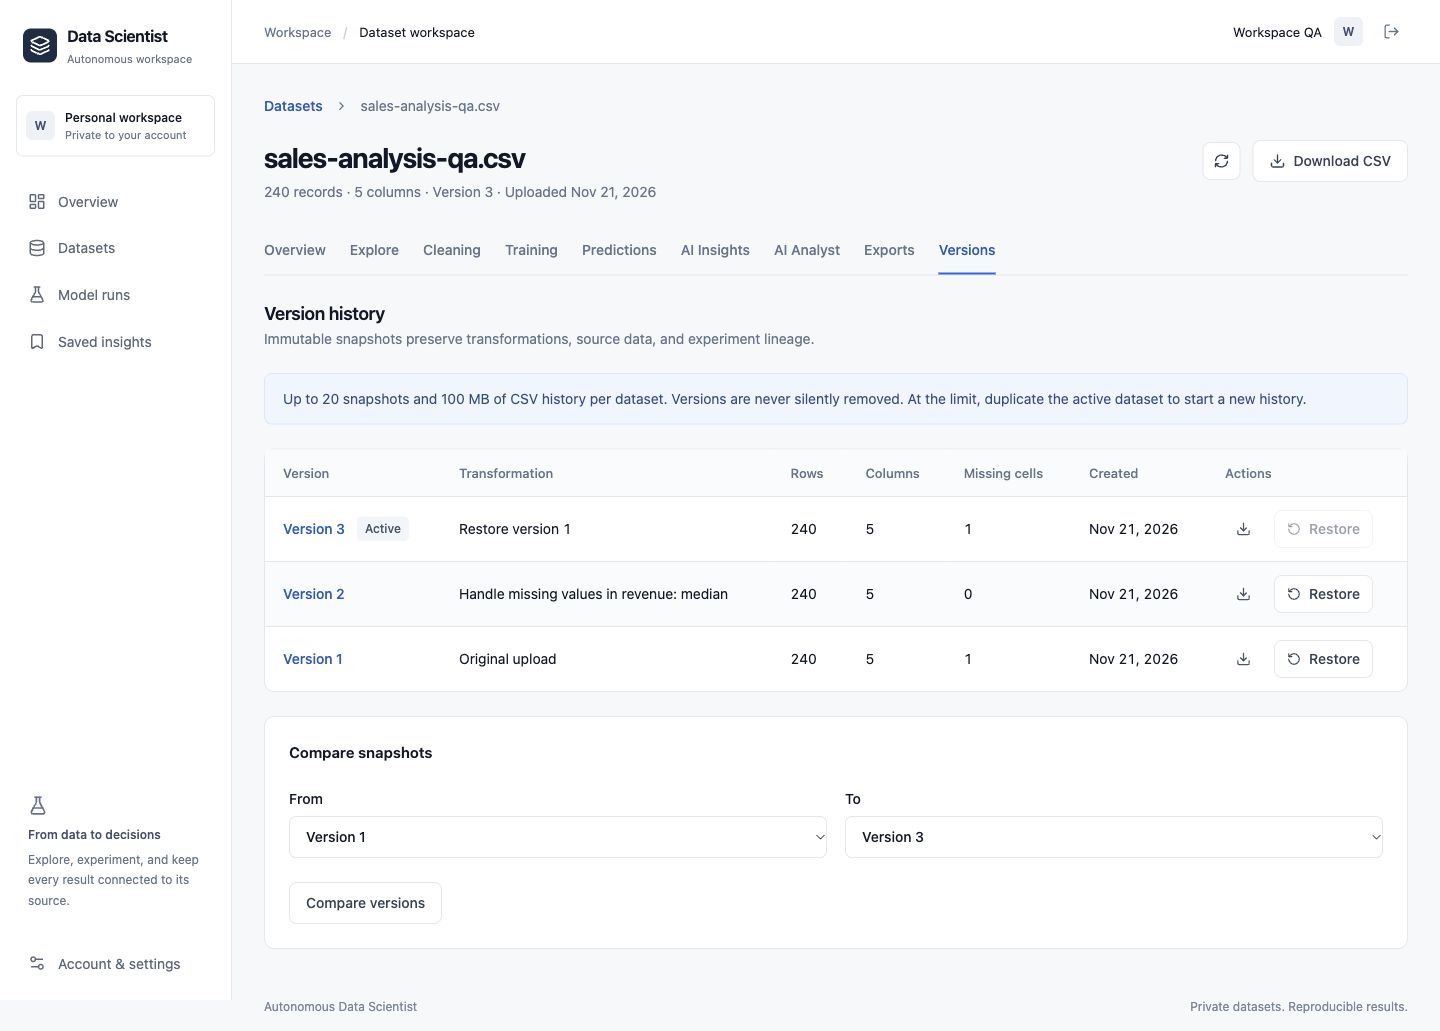 Data Scientist
Autonomous workspace
W
Personal workspace
Private to your account
Overview
Datasets
Model runs
Saved insights
From data to decisions
Explore, experiment, and keep
every result connected to its
source.
Account & settings
Workspace / Dataset workspace
Workspace QA W
Datasets > sales-analysis-qa.csv
sales-analysis-qa.csv
240 records · 5 columns · Version 3 · Uploaded Nov 21, 2026
Download CSV
Overview Explore Cleaning Training Predictions AI Insights AI Analyst Exports Versions
Version history
Immutable snapshots preserve transformations, source data, and experiment lineage.
Up to 20 snapshots and 100 MB of CSV history per dataset. Versions are never silently removed. At the limit, duplicate the active dataset to start a new history.
Version Transformation Rows Columns Missing cells Created Actions
Version 3 Active Restore version 1 240 5 1 Nov 21, 2026 Restore
Version 2 Handle missing values in revenue: median 240 5 0 Nov 21, 2026 Restore
Version 1 Original upload 240 5 1 Nov 21, 2026 Restore
Compare snapshots
From To
Version 1 Version 3
Compare versions
Autonomous Data Scientist Private datasets. Reproducible results.